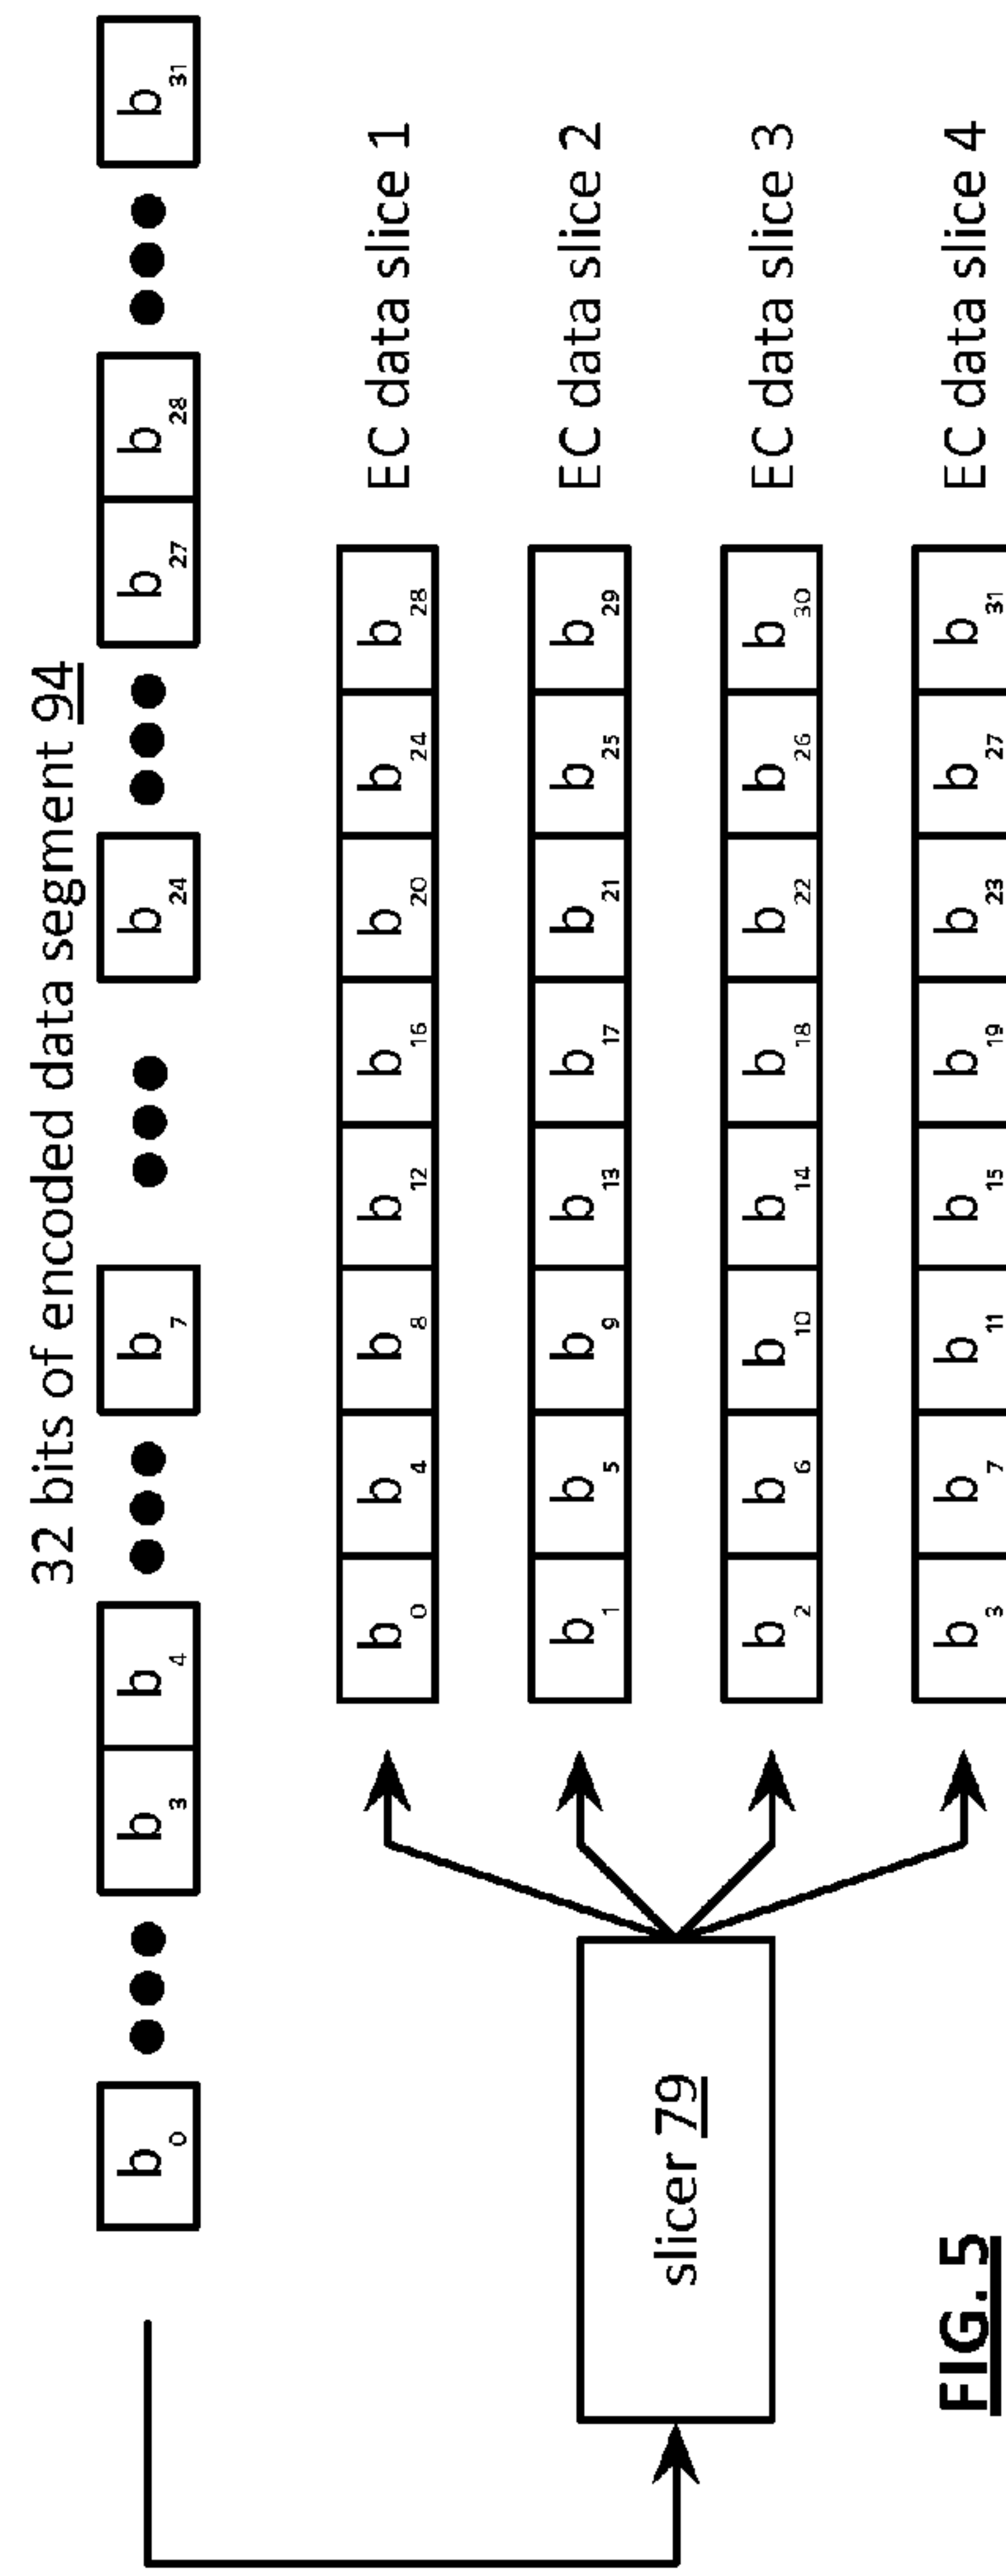 32 bits of encoded data segment 94
b0 ●●● b3 b4 ●●● b7 ●●● b24 ●●● b27 b28 ●●● b31
b0 b4 b8 b12 b16 b20 b24 b28 EC data slice 1
b1 b5 b9 b13 b17 b21 b25 b29 EC data slice 2
slicer 79
b2 b6 b10 b14 b18 b22 b26 b30 EC data slice 3
b3 b7 b11 b15 b19 b23 b27 b31 EC data slice 4
FIG. 5